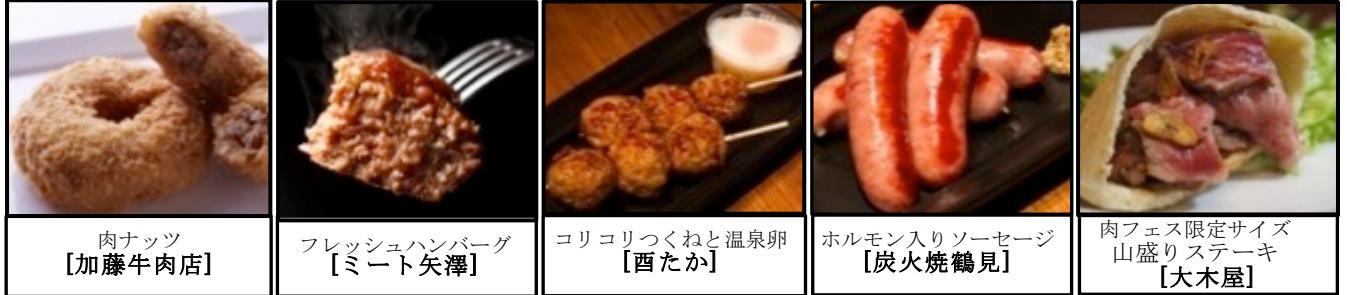 肉ナッツ
[加藤牛肉店]
フレッシュハンバーグ
[ミート矢澤]
コリコリつくねと温泉卵
[酉たか]
ホルモン入りソーセージ
[炭火焼鶴見]
肉フェス限定サイズ
山盛りステーキ
[大木屋]